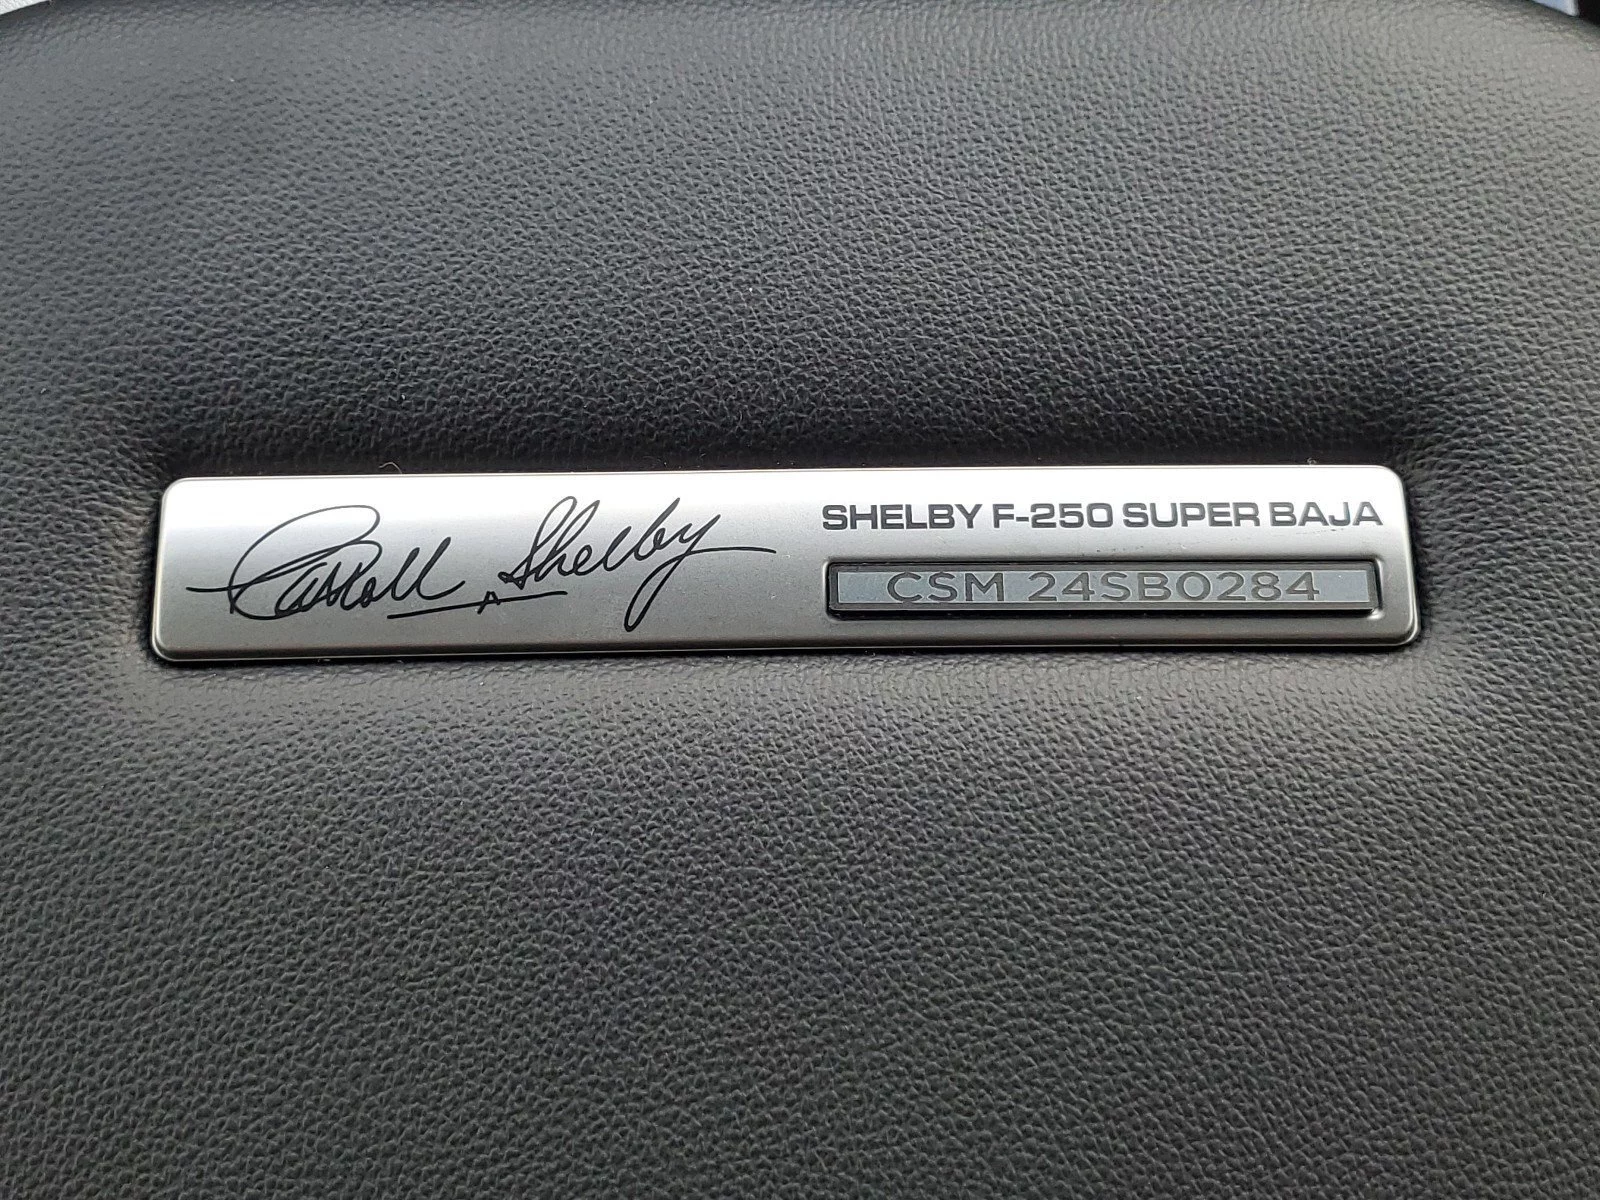 Carroll Shelby
SHELBY F-250 SUPER BAJA
CSM 24SB0284